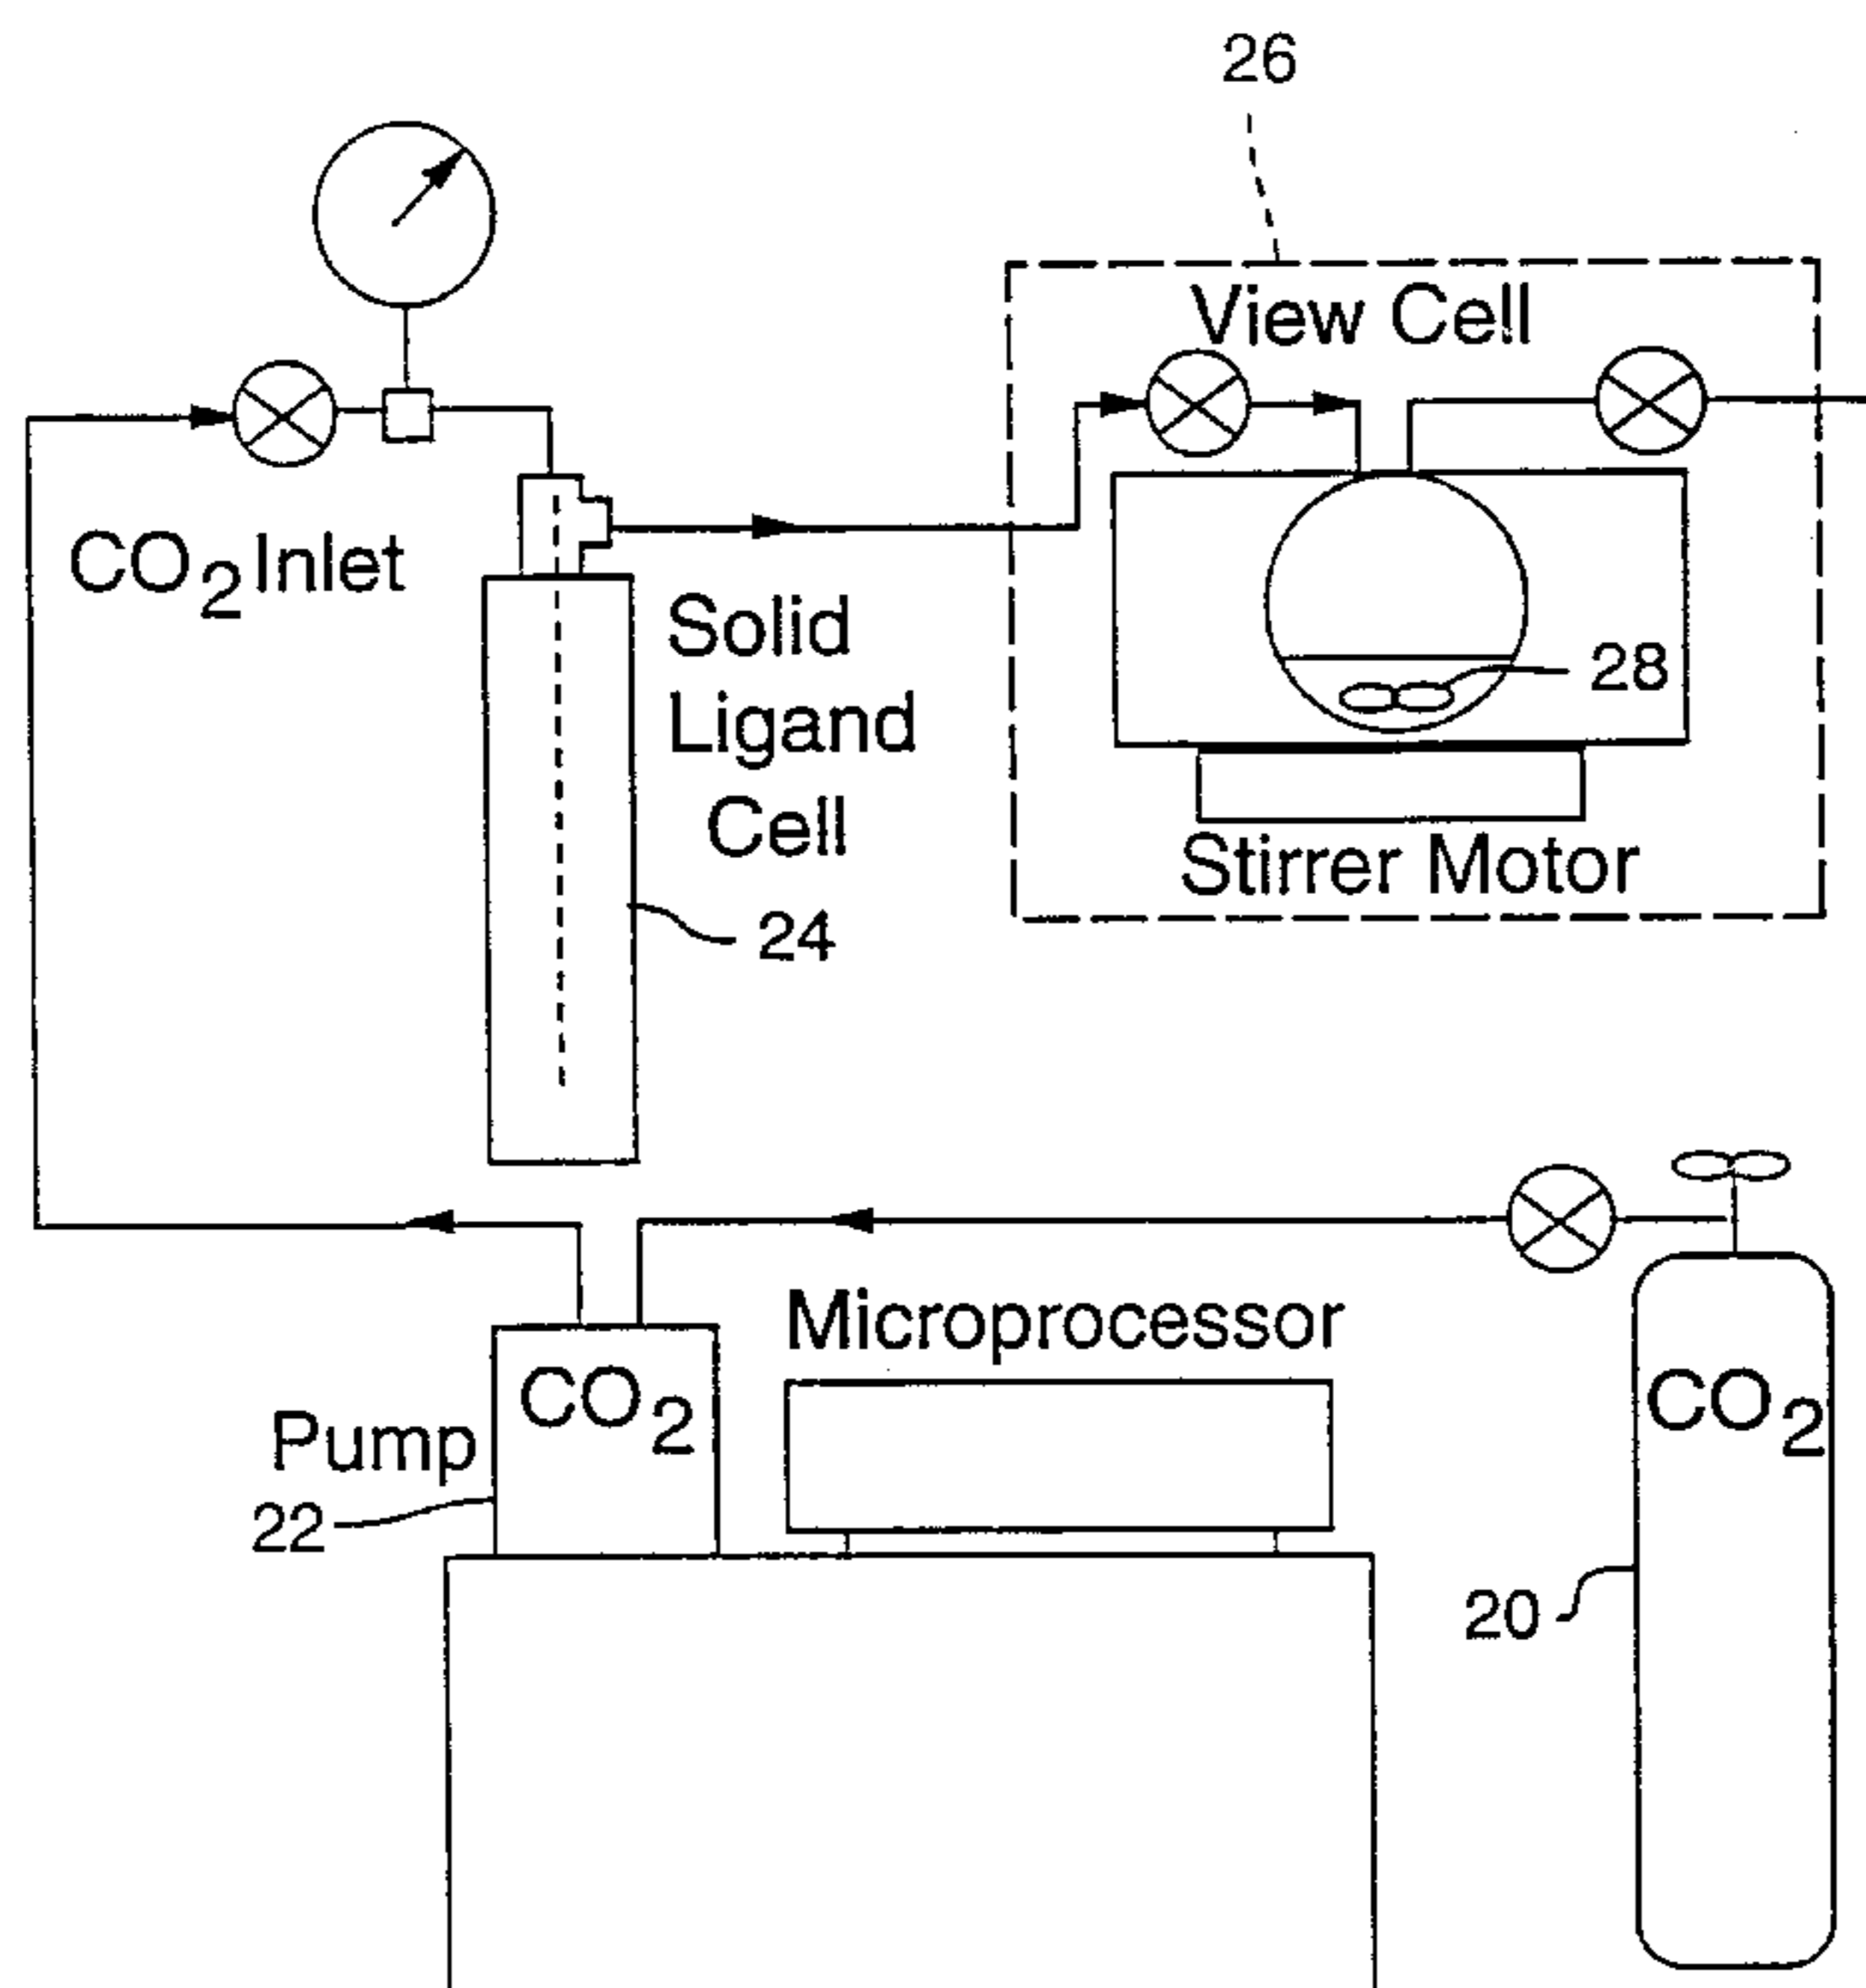 26
View Cell
CO₂ Inlet
Solid
Ligand
Cell
28
Stirrer Motor
24
Microprocessor
CO₂
CO₂
Pump
22
20